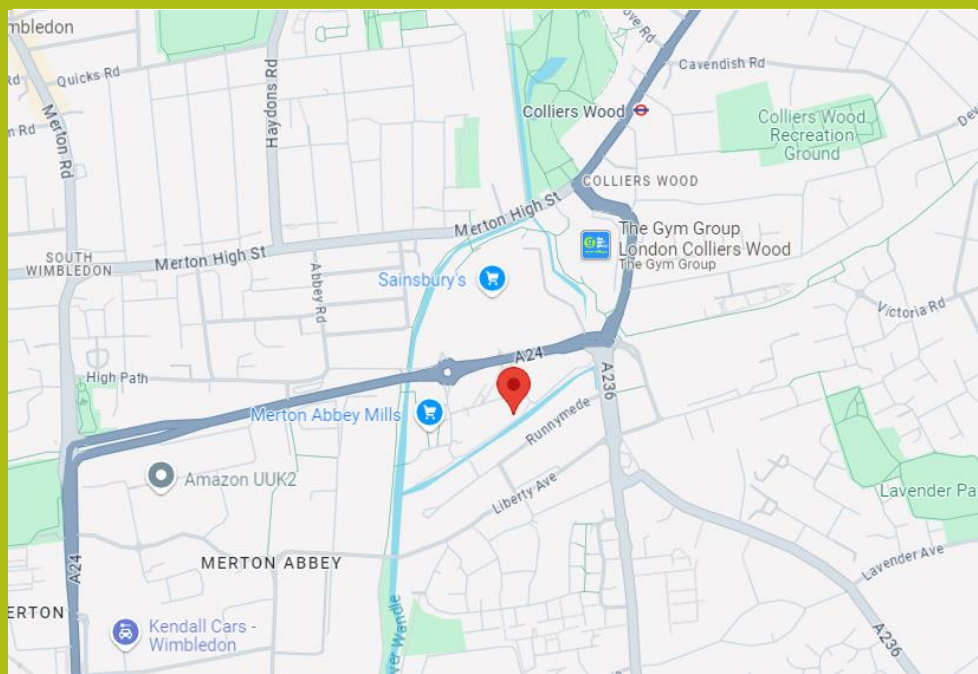 mbledon
Quicks Rd
Rd
Merton Rd
Haydons Rd
Cavendish Rd
Colliers Wood
Colliers Wood
Recreation
Ground
COLLIERS WOOD
Merton High St
The Gym Group
London Colliers Wood
The Gym Group
Merton High St
SOUTH
WIMBLEDON
Abbey Rd
Sainsbury's
Victoria Rd
A24
High Path
A236
Merton Abbey Mills
Runnymede
Amazon UUK2
Liberty Ave
Lavender Pa
MERTON ABBEY
Lavender Ave
A24
ERTON
Kendall Cars -
Wimbledon
ver Wandle
A236